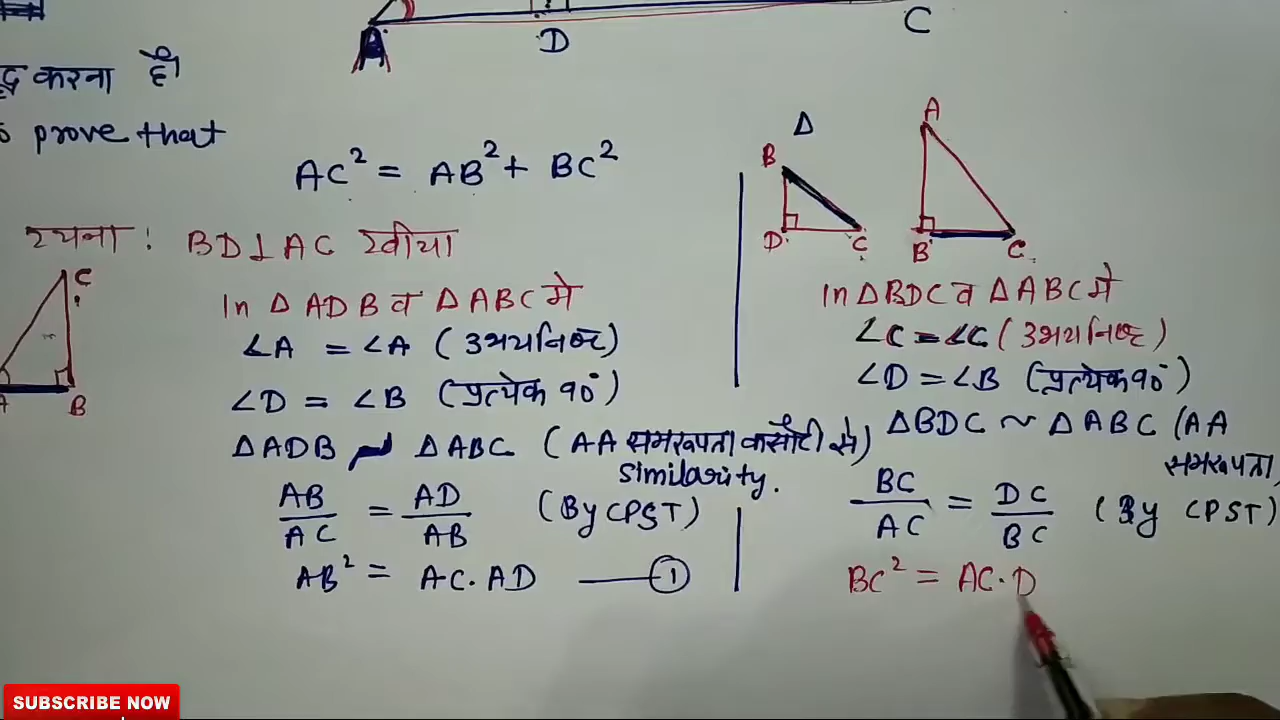 A
D
C
द्ध करना है
prove that
AC² = AB² + BC²
रचना : BD⊥AC खीचा
C
A
B
In △ADB व △ABC मे
∠A = ∠A (उभयनिष्ठ)
∠D = ∠B (प्रत्येक 90°)
△ADB ~ △ABC (AA समरूपता कसौटी से)
similarity.
AB/AC = AD/AB (By CPST)
AB² = AC.AD —— ①
△
B
D
C
A
B
C
In △BDC व △ABC मे
∠C = ∠C (उभयनिष्ठ)
∠D = ∠B (प्रत्येक 90°)
△BDC ~ △ABC (AA
समरूपता
BC/AC = DC/BC (By CPST)
BC² = AC.D
SUBSCRIBE NOW